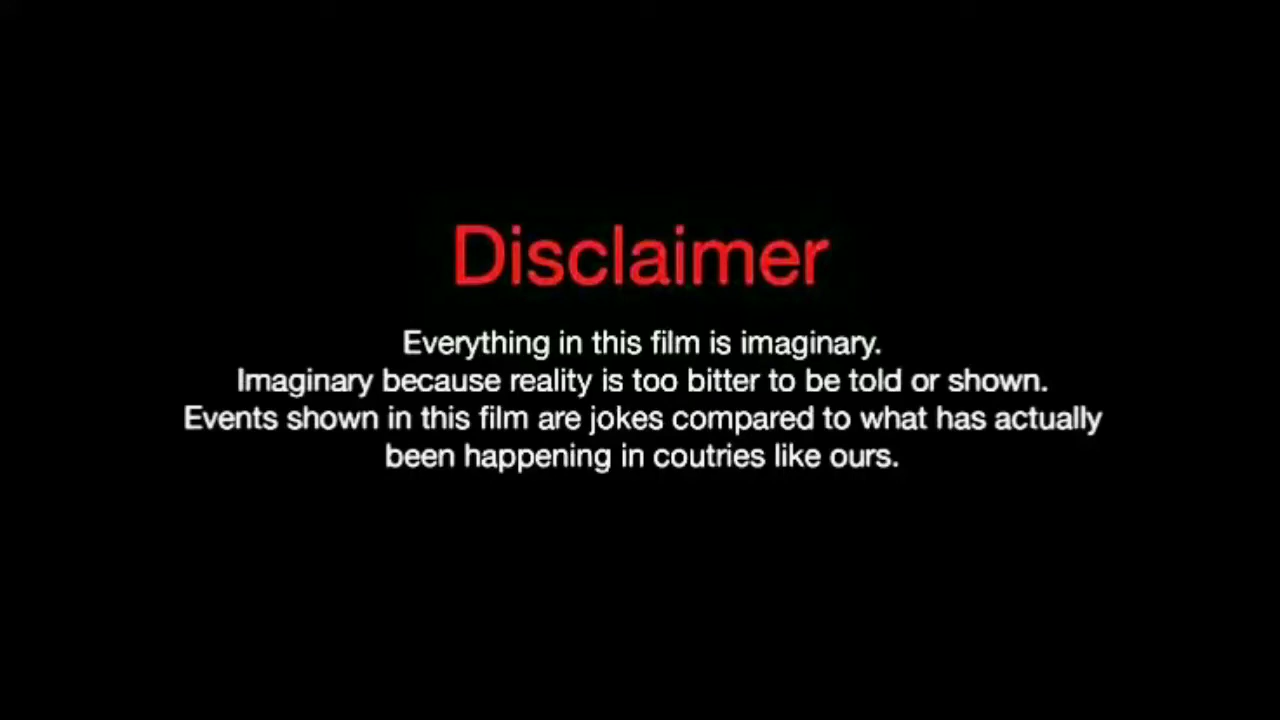 Disclaimer
Everything in this film is imaginary.
Imaginary because reality is too bitter to be told or shown.
Events shown in this film are jokes compared to what has actually
been happening in coutries like ours.